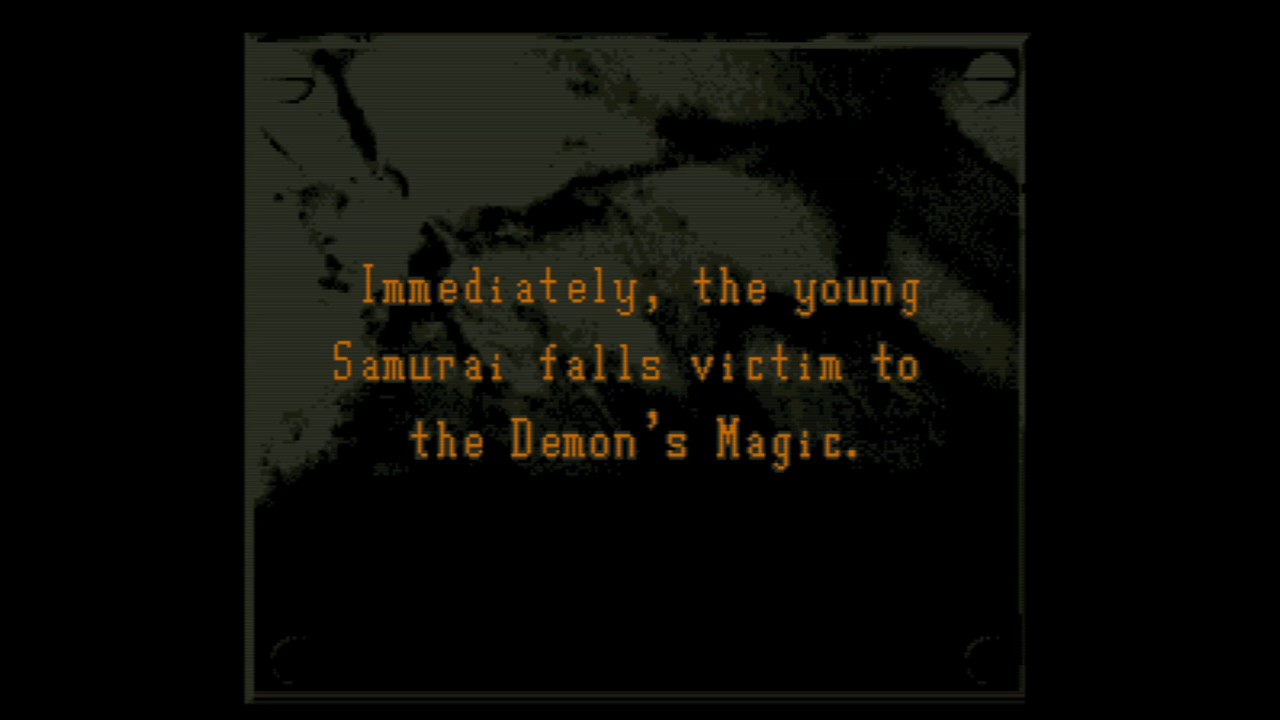 Immediately, the young
Samurai falls victim to
the Demon's Magic.